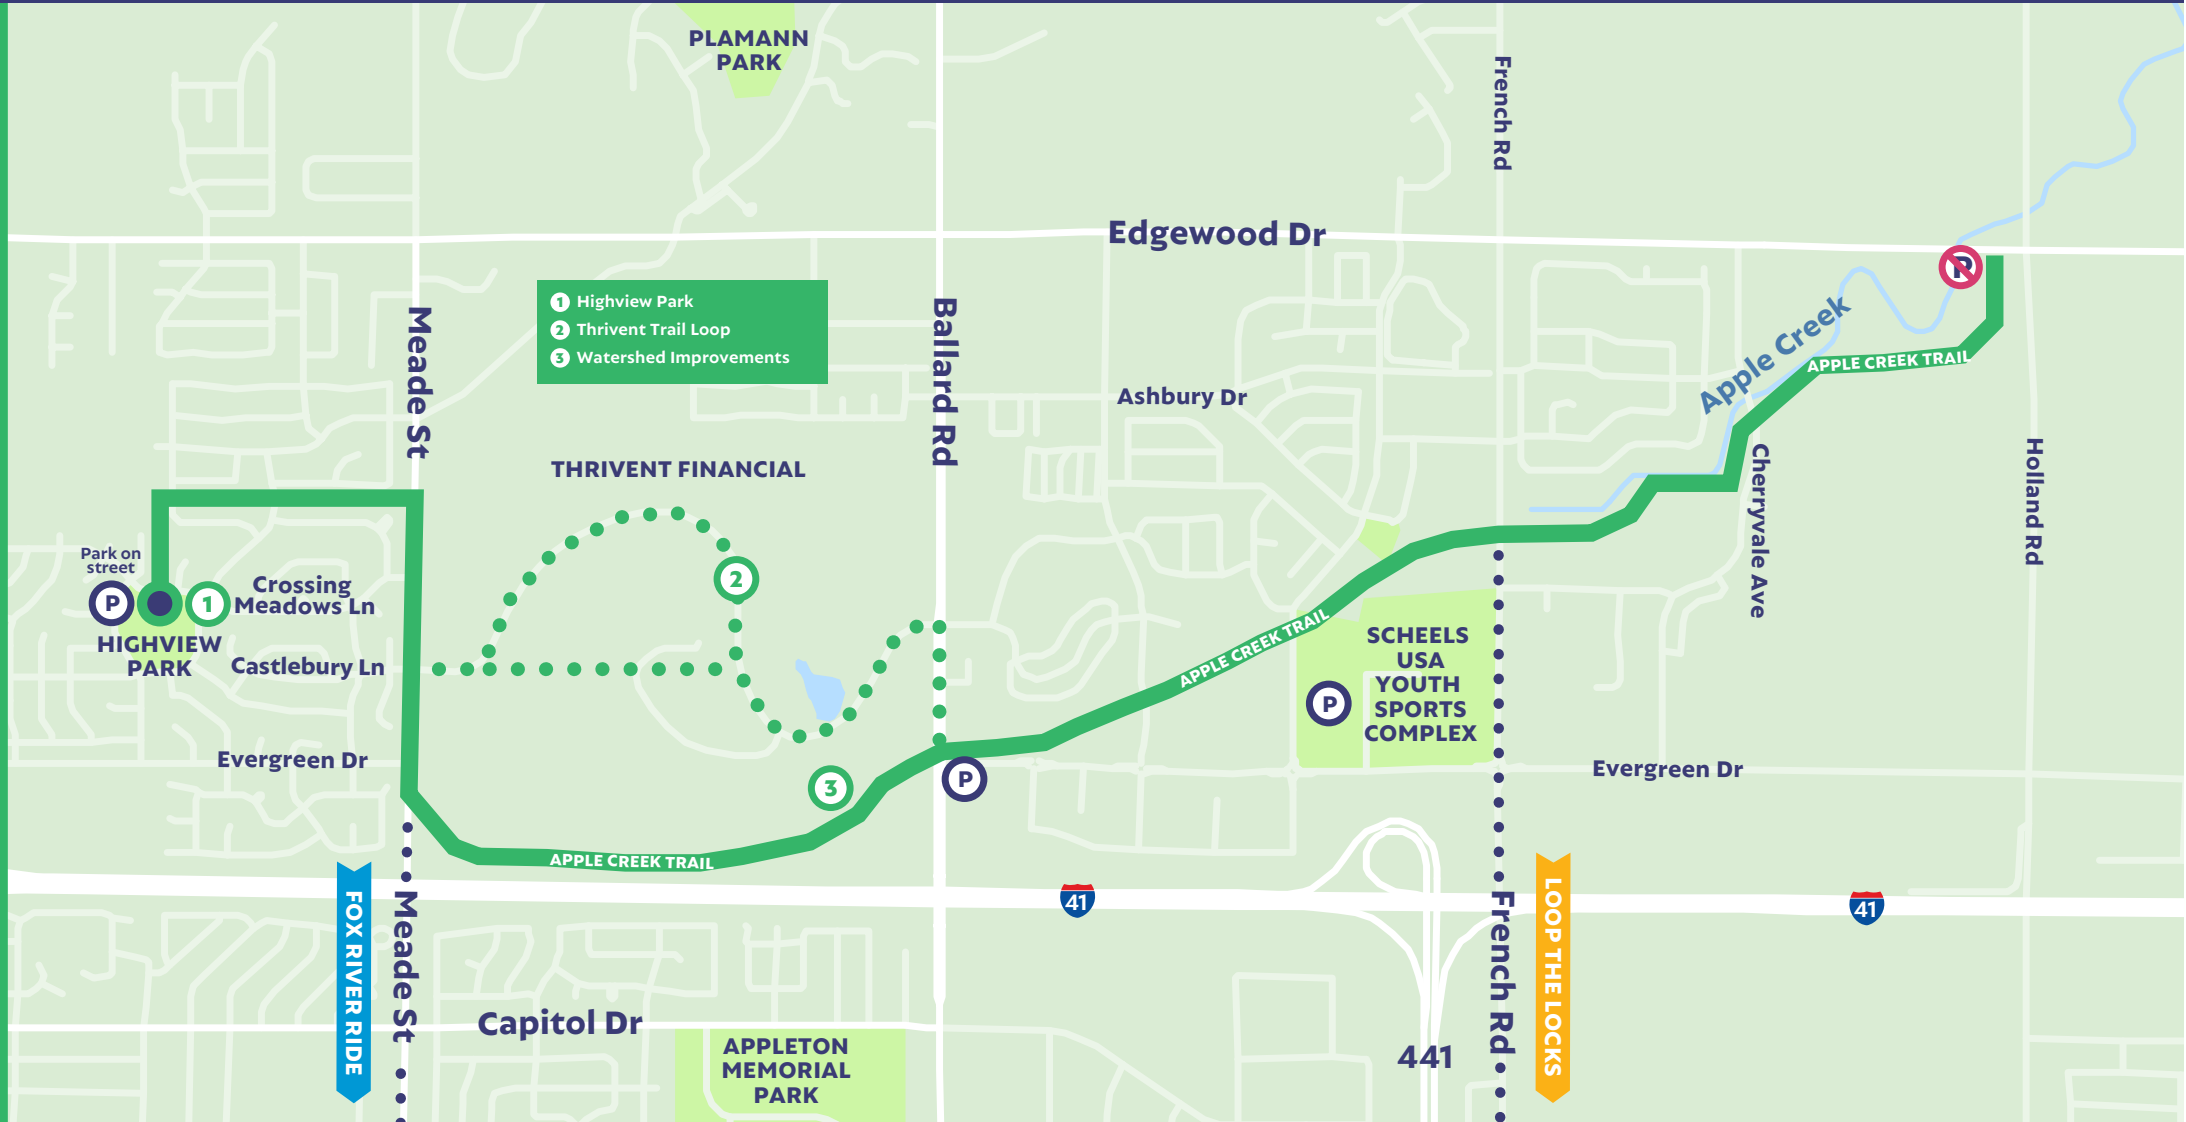 PLAMANN
PARK
French Rd
Edgewood Dr
P
Meade St
1 Highview Park
2 Thrivent Trail Loop
3 Watershed Improvements
Ballard Rd
Apple Creek
APPLE CREEK TRAIL
Ashbury Dr
Cherryvale Ave
Holland Rd
THRIVENT FINANCIAL
Park on
street
P
1
Crossing
Meadows Ln
HIGHVIEW
PARK
Castlebury Ln
2
APPLE CREEK TRAIL
SCHEELS
USA
YOUTH
SPORTS
COMPLEX
P
Evergreen Dr
3
P
Evergreen Dr
APPLE CREEK TRAIL
FOX RIVER RIDE
Meade St
41
French Rd
LOOP THE LOCKS
41
Capitol Dr
APPLETON
MEMORIAL
PARK
441